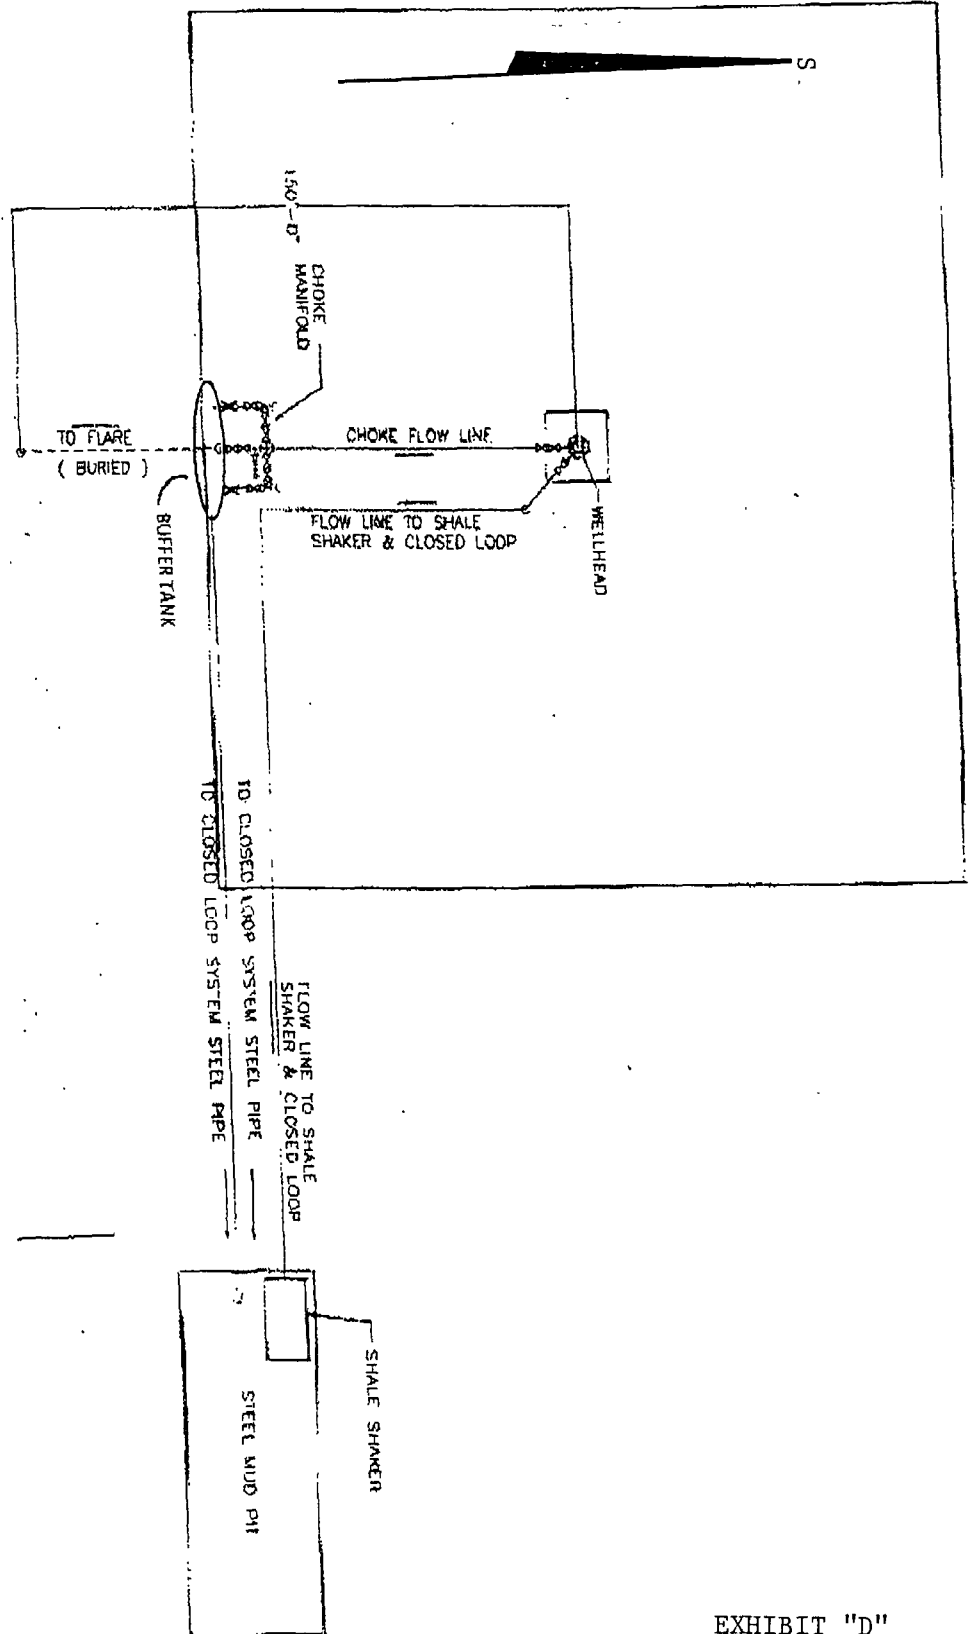 S
150'-0"
CHOKE
MANIFOLD
TO FLARE
( BURIED )
CHOKE FLOW LINE
FLOW LINE TO SHALE
SHAKER & CLOSED LOOP
WELLHEAD
BUFFER TANK
TO CLOSED LOOP SYSTEM STEEL PIPE
TO CLOSED LOOP SYSTEM STEEL PIPE
FLOW LINE TO SHALE
SHAKER & CLOSED LOOP
SHALE SHAKER
STEEL MUD PIT
EXHIBIT "D"